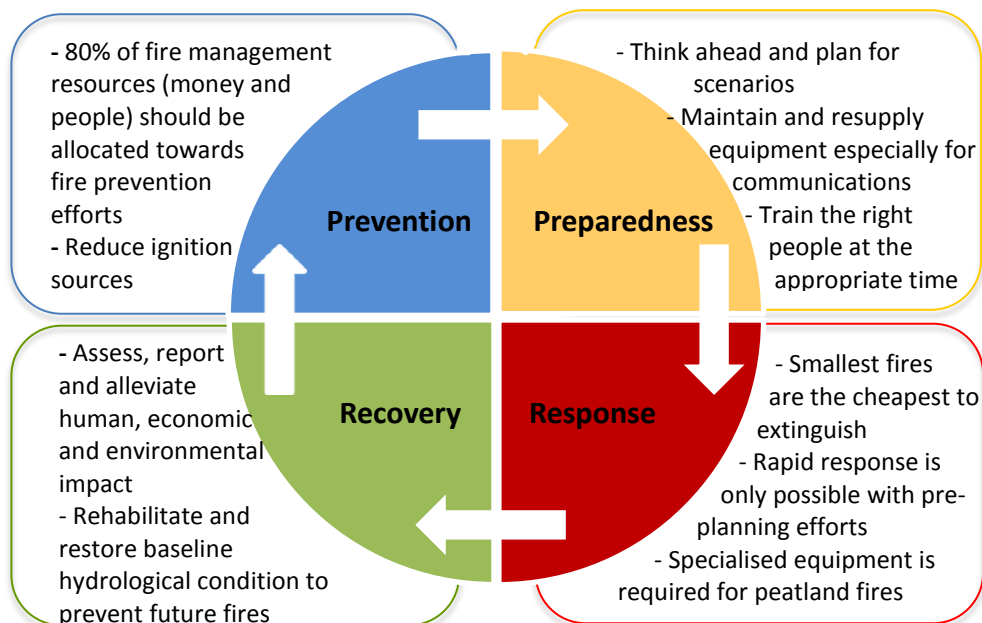 - 80% of fire management
resources (money and
people) should be
allocated towards
fire prevention
efforts
- Reduce ignition
sources
Prevention
- Think ahead and plan for
scenarios
- Maintain and resupply
equipment especially for
communications
- Train the right
people at the
appropriate time
Preparedness
- Assess, report
and alleviate
human, economic
and environmental
impact
- Rehabilitate and
restore baseline
hydrological condition to
prevent future fires
Recovery
Response
- Smallest fires
are the cheapest to
extinguish
- Rapid response is
only possible with pre-
planning efforts
- Specialised equipment is
required for peatland fires